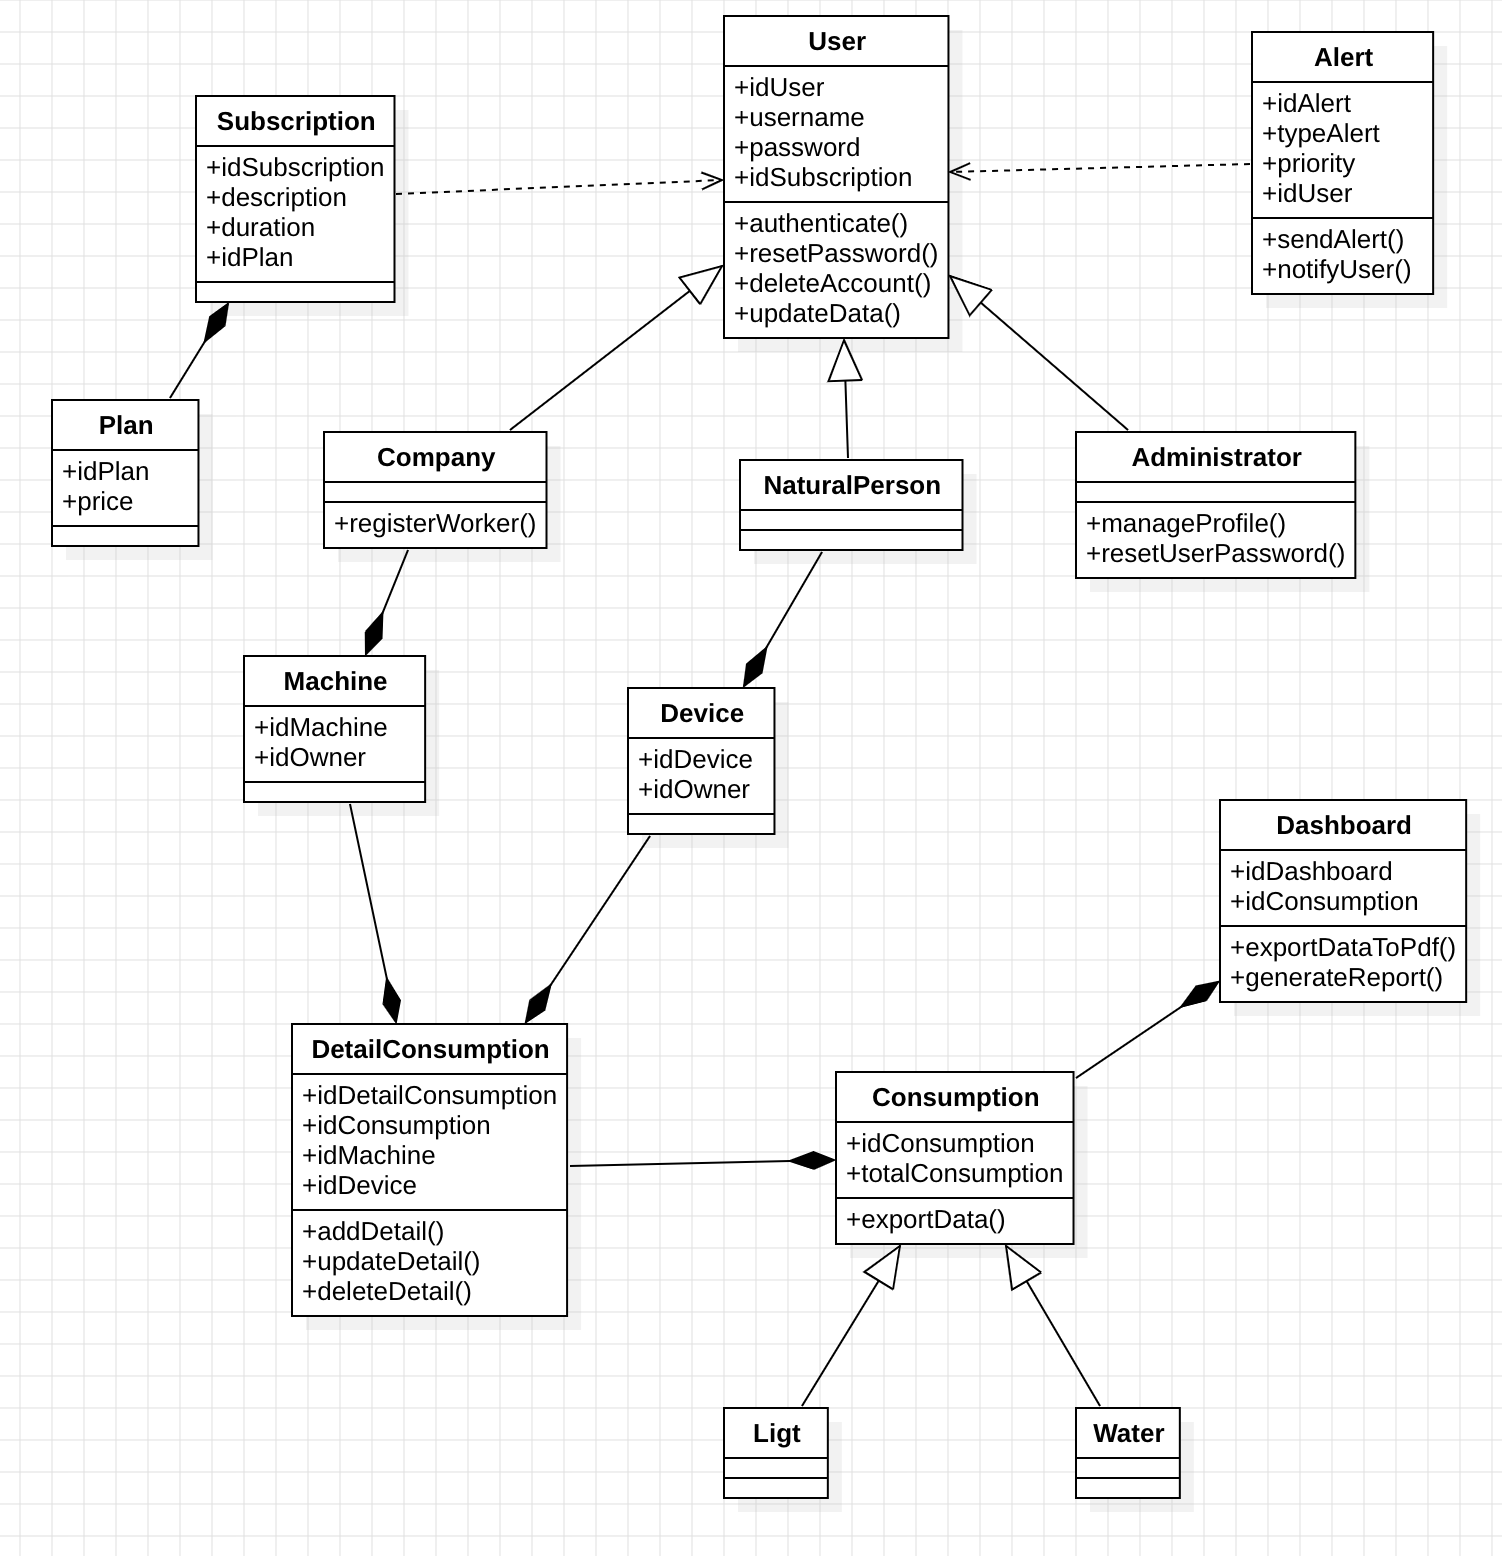 User
+idUser
+username
+password
+idSubscription
+authenticate()
+resetPassword()
+deleteAccount()
+updateData()
Alert
+idAlert
+typeAlert
+priority
+idUser
+sendAlert()
+notifyUser()
Subscription
+idSubscription
+description
+duration
+idPlan
Plan
+idPlan
+price
Company
+registerWorker()
NaturalPerson
Administrator
+manageProfile()
+resetUserPassword()
Machine
+idMachine
+idOwner
Device
+idDevice
+idOwner
Dashboard
+idDashboard
+idConsumption
+exportDataToPdf()
+generateReport()
DetailConsumption
+idDetailConsumption
+idConsumption
+idMachine
+idDevice
+addDetail()
+updateDetail()
+deleteDetail()
Consumption
+idConsumption
+totalConsumption
+exportData()
Ligt
Water